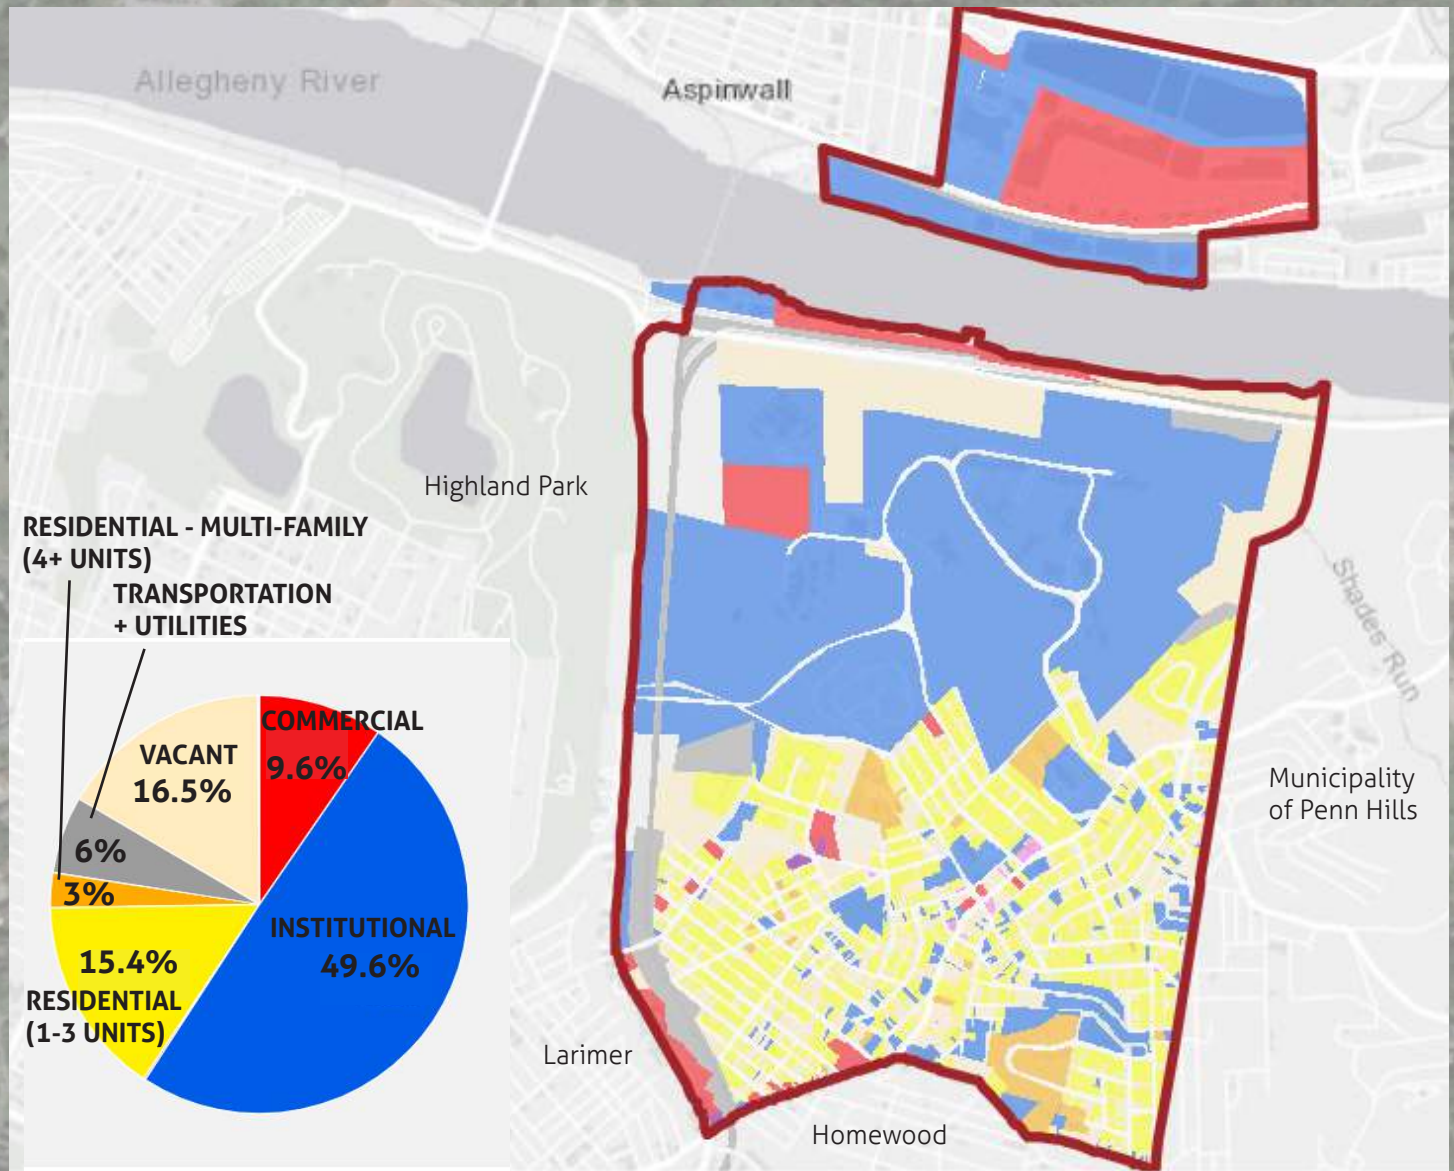 Allegheny River
Aspinwall
Highland Park
RESIDENTIAL - MULTI-FAMILY
(4+ UNITS)
TRANSPORTATION
+ UTILITIES
Shades Run
COMMERCIAL
9.6%
VACANT
16.5%
Municipality
of Penn Hills
6%
3%
INSTITUTIONAL
49.6%
15.4%
RESIDENTIAL
(1-3 UNITS)
Larimer
Homewood